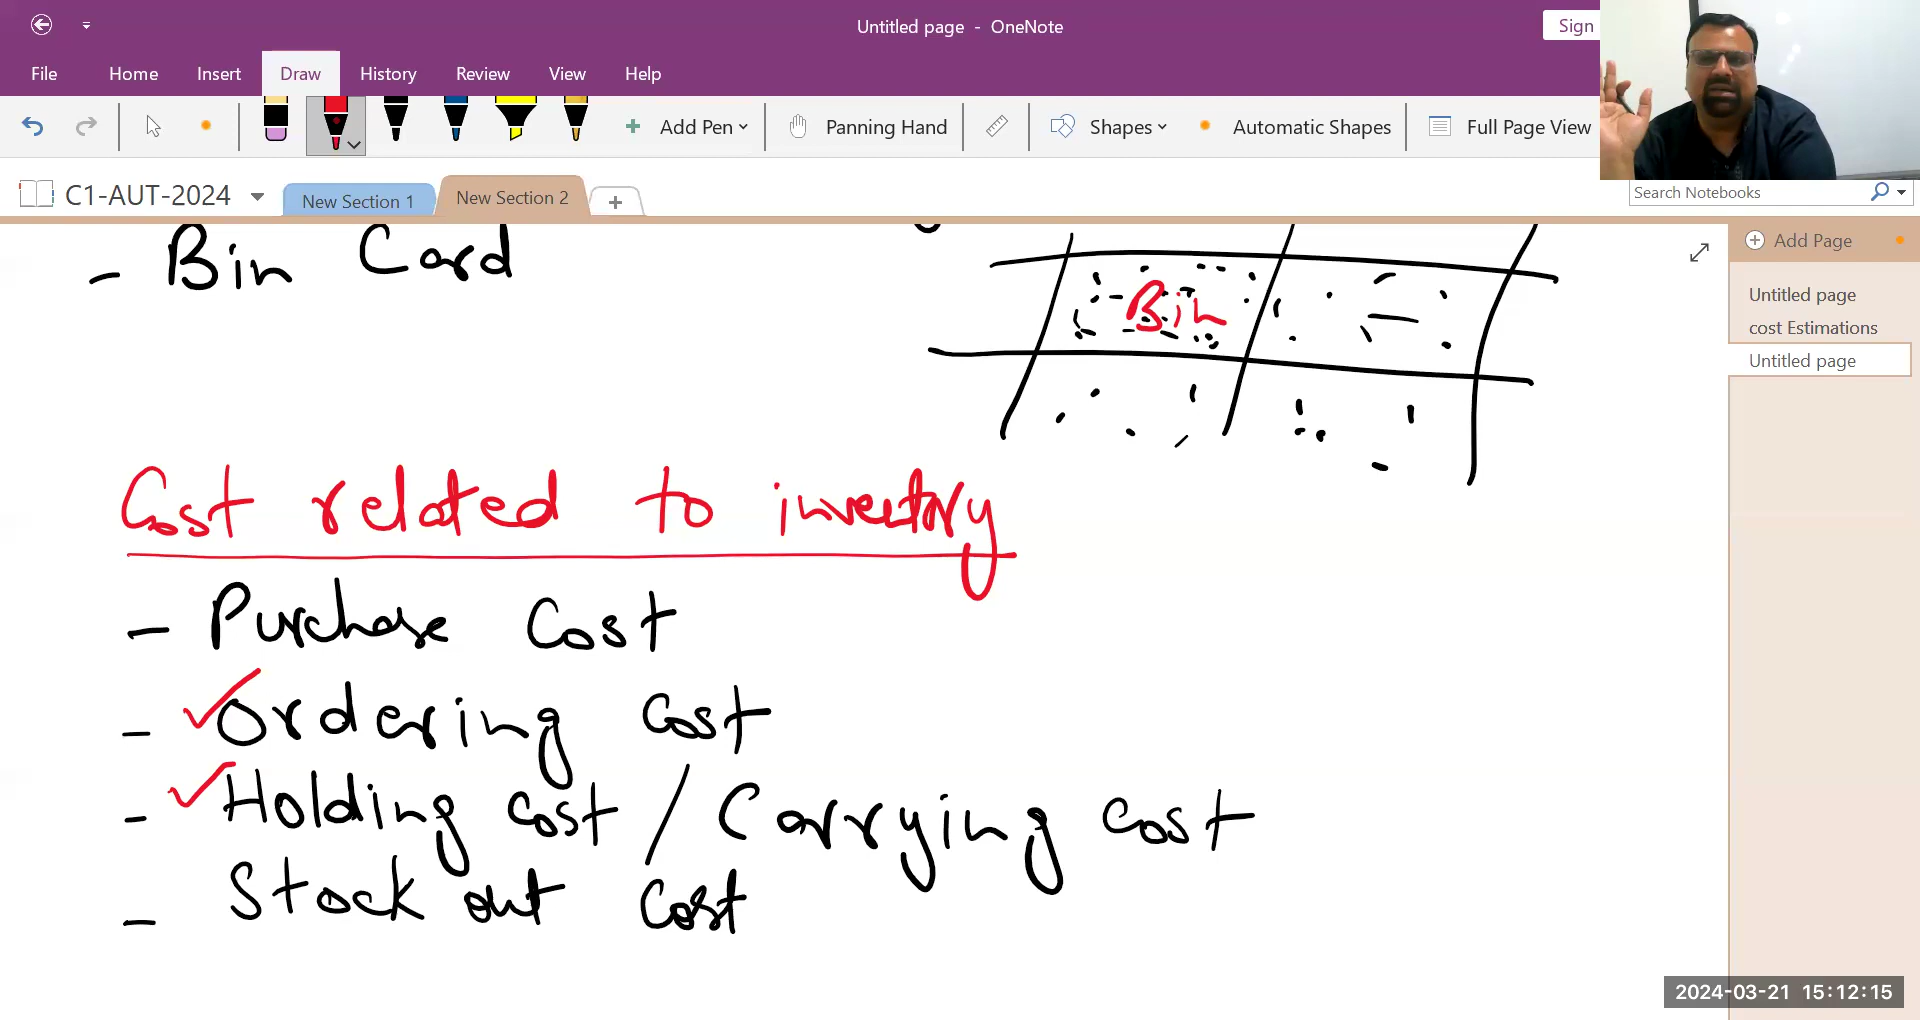 Untitled page - OneNote
Sign
File Home Insert Draw History Review View Help
Add Pen Panning Hand Shapes Automatic Shapes Full Page View
C1-AUT-2024 New Section 1 New Section 2 +
Search Notebooks
- Bin Card
Bin
Add Page
Untitled page
cost Estimations
Untitled page
Cost related to inventory
- Purchase Cost
- Ordering Cost
- Holding Cost / Carrying Cost
- Stock out Cost
2024-03-21 15:12:15